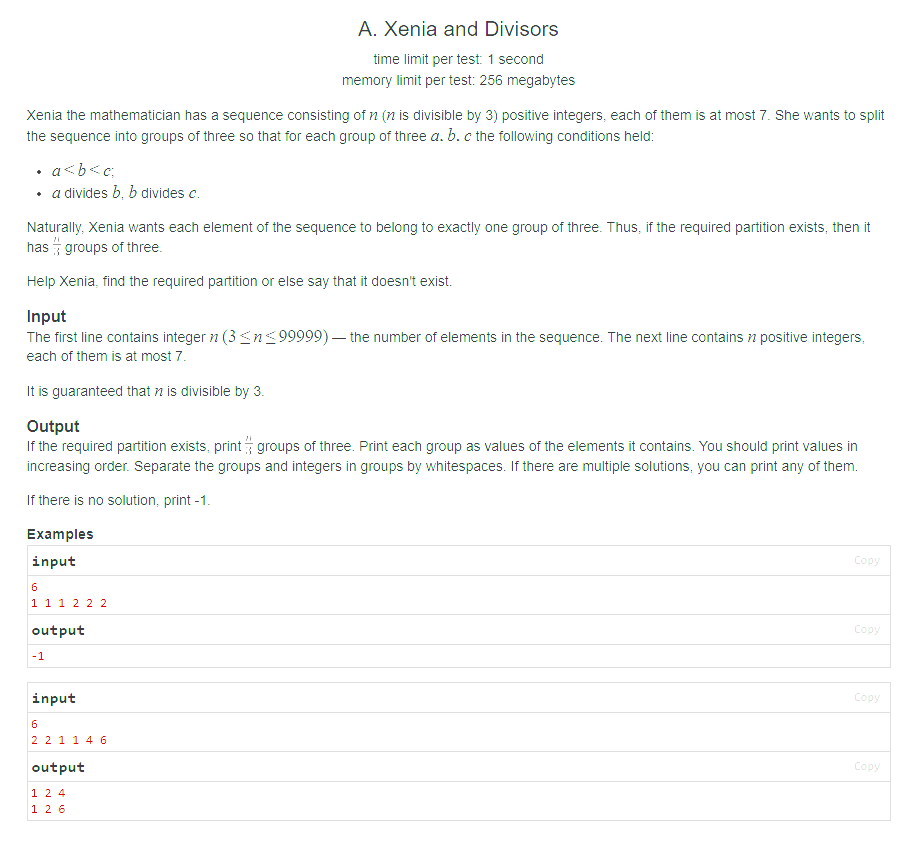 A. Xenia and Divisors
time limit per test: 1 second
memory limit per test: 256 megabytes
Xenia the mathematician has a sequence consisting of n (n is divisible by 3) positive integers, each of them is at most 7. She wants to split
the sequence into groups of three so that for each group of three a, b, c the following conditions held:
• a < b < c;
• a divides b, b divides c.
Naturally, Xenia wants each element of the sequence to belong to exactly one group of three. Thus, if the required partition exists, then it
has n/3 groups of three.
Help Xenia, find the required partition or else say that it doesn't exist.
Input
The first line contains integer n (3 ≤ n ≤ 99999) — the number of elements in the sequence. The next line contains n positive integers,
each of them is at most 7.
It is guaranteed that n is divisible by 3.
Output
If the required partition exists, print n/3 groups of three. Print each group as values of the elements it contains. You should print values in
increasing order. Separate the groups and integers in groups by whitespaces. If there are multiple solutions, you can print any of them.
If there is no solution, print -1.
Examples
input Copy
6
1 1 1 2 2 2
output Copy
-1
input Copy
6
2 2 1 1 4 6
output Copy
1 2 4
1 2 6